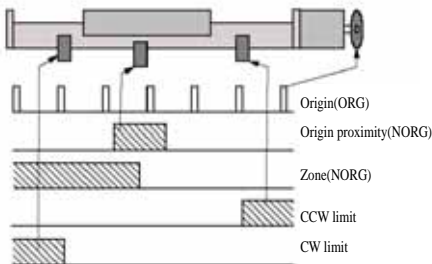 Origin(ORG)
Origin proximity(NORG)
Zone(NORG)
CCW limit
CW limit